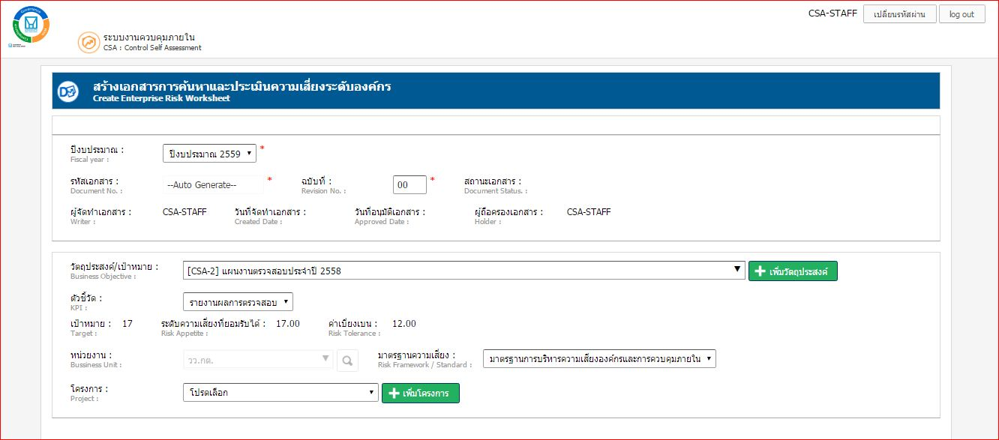 CSA-STAFF เปลี่ยนรหัสผ่าน log out
ระบบงานควบคุมภายใน
CSA : Control Self Assessment
สร้างเอกสารการค้นหาและประเมินความเสี่ยงระดับองค์กร
Create Enterprise Risk Worksheet
ปีงบประมาณ : ปีงบประมาณ 2559 *
Fiscal year :
รหัสเอกสาร : --Auto Generate-- * ฉบับที่ : 00 * สถานะเอกสาร :
Document No. : Revision No. : Document Status. :
ผู้จัดทำเอกสาร : CSA-STAFF วันที่จัดทำเอกสาร : วันที่อนุมัติเอกสาร : ผู้ถือครองเอกสาร : CSA-STAFF
Writer : Created Date : Approved Date : Holder :
วัตถุประสงค์/เป้าหมาย : [CSA-2] แผนงานตรวจสอบประจำปี 2558 เพิ่มวัตถุประสงค์
Business Objective :
ตัวชี้วัด : รายงานผลการตรวจสอบ
KPI :
เป้าหมาย : 17 ระดับความเสี่ยงที่ยอมรับได้ : 17.00 ค่าเบี่ยงเบน : 12.00
Target : Risk Appetite : Risk Tolerance :
หน่วยงาน : วว.กต. มาตรฐานความเสี่ยง : มาตรฐานการบริหารความเสี่ยงองค์กรและการควบคุมภายใน
Bussiness Unit : Risk Framework / Standard :
โครงการ : โปรดเลือก เพิ่มโครงการ
Project :